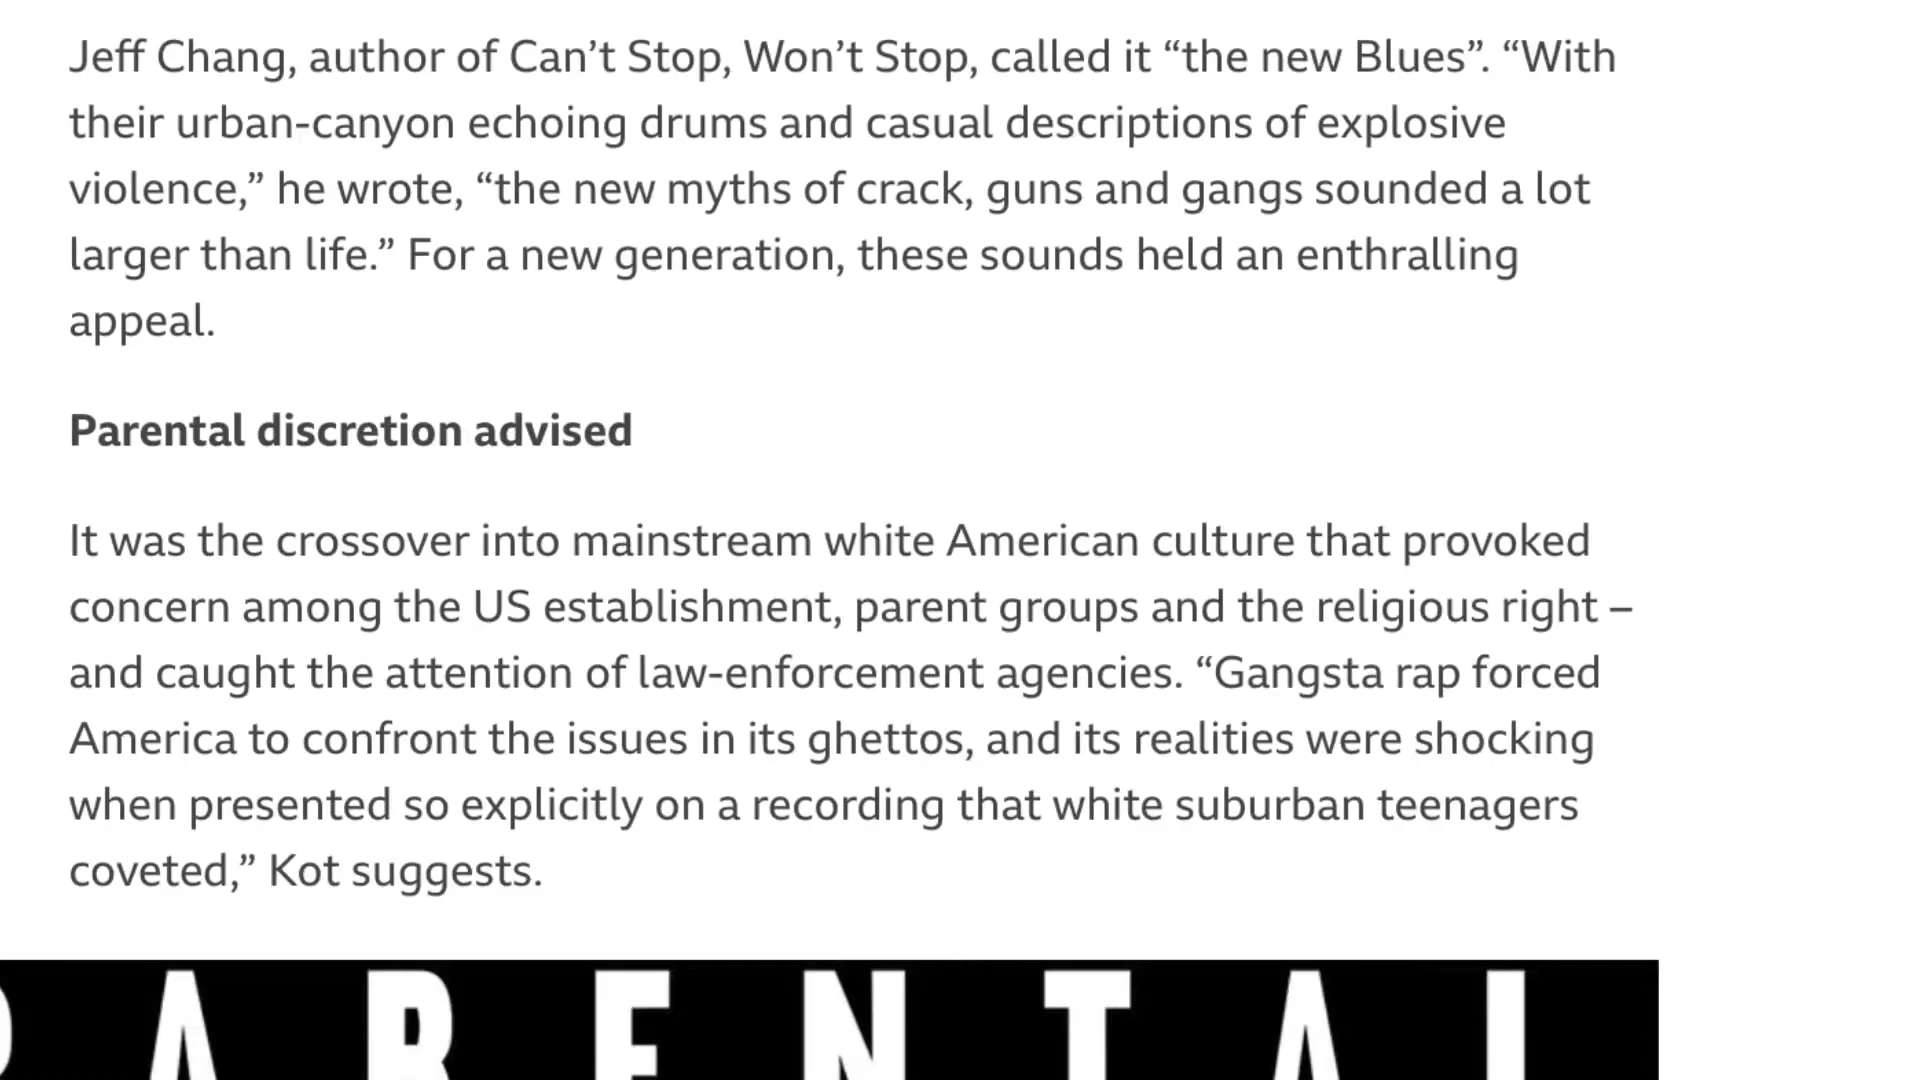 Jeff Chang, author of Can’t Stop, Won’t Stop, called it “the new Blues”. “With
their urban-canyon echoing drums and casual descriptions of explosive
violence,” he wrote, “the new myths of crack, guns and gangs sounded a lot
larger than life.” For a new generation, these sounds held an enthralling
appeal.
Parental discretion advised
It was the crossover into mainstream white American culture that provoked
concern among the US establishment, parent groups and the religious right –
and caught the attention of law-enforcement agencies. “Gangsta rap forced
America to confront the issues in its ghettos, and its realities were shocking
when presented so explicitly on a recording that white suburban teenagers
coveted,” Kot suggests.
PARENTAL